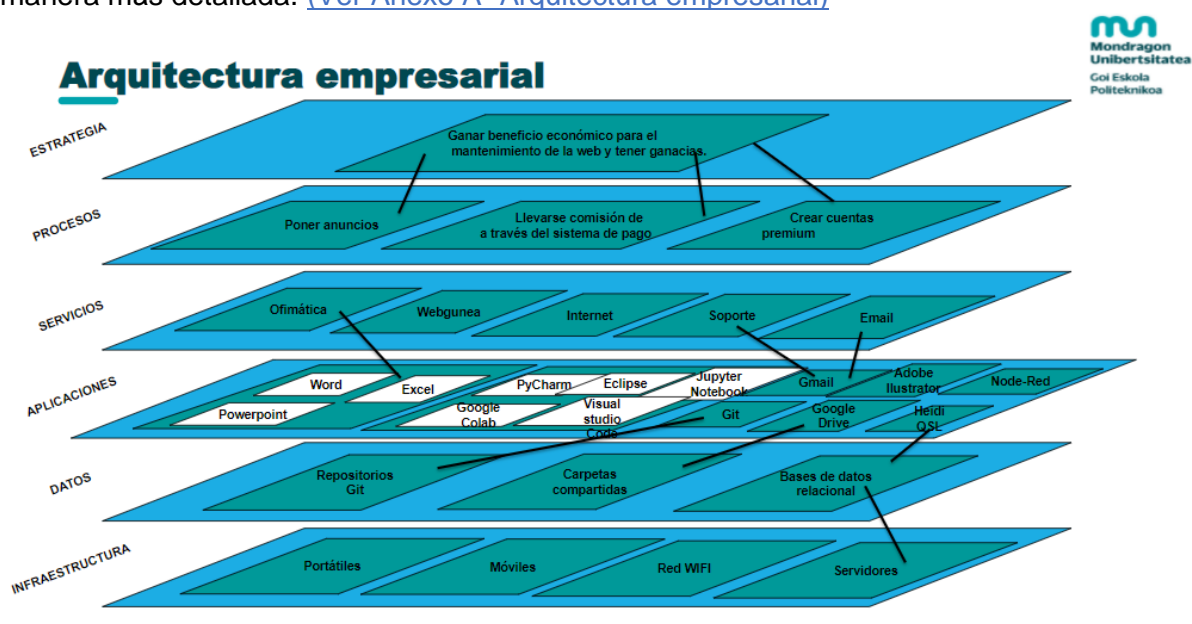 manera más detallada. (Ver Anexo A- Arquitectura empresarial)
Mondragon
Unibertsitatea
Goi Eskola
Politeknikoa
Arquitectura empresarial
ESTRATEGIA
Ganar beneficio económico para el
mantenimiento de la web y tener ganacias.
PROCESOS
Poner anuncios
Llevarse comisión de
a través del sistema de pago
Crear cuentas
premium
SERVICIOS
Ofimática
Webgunea
Internet
Soporte
Email
APLICACIONES
Word
Excel
Powerpoint
PyCharm
Eclipse
Jupyter
Notebook
Google
Colab
Visual
studio
Code
Gmail
Adobe
Ilustrator
Node-Red
Git
Google
Drive
Heidi
QSL
DATOS
Repositorios
Git
Carpetas
compartidas
Bases de datos
relacional
INFRAESTRUCTURA
Portátiles
Móviles
Red WIFI
Servidores